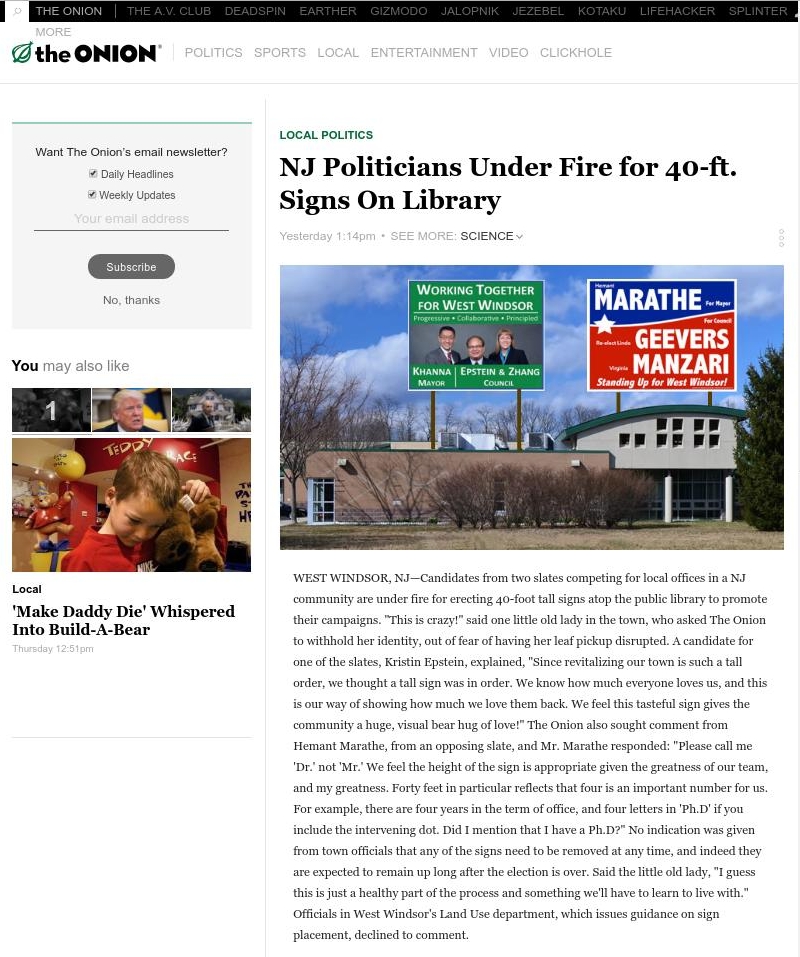 THE ONION THE A.V. CLUB DEADSPIN EARTHER GIZMODO JALOPNIK JEZEBEL KOTAKU LIFEHACKER SPLINTER
MORE
the ONION
POLITICS SPORTS LOCAL ENTERTAINMENT VIDEO CLICKHOLE
Want The Onion's email newsletter?
Daily Headlines
Weekly Updates
Your email address
Subscribe
No, thanks
You may also like
1
TEDDY
'Make Daddy Die' Whispered
Into Build-A-Bear
Local
Thursday 12:51pm
LOCAL POLITICS
NJ Politicians Under Fire for 40-ft.
Signs On Library
Yesterday 1:14pm • SEE MORE: SCIENCE
WORKING TOGETHER
FOR WEST WINDSOR
Progressive • Collaborative • Principled
KHANNA EPSTEIN & ZHANG
MAYOR COUNCIL
Hemant
MARATHE For Mayor
For Council
Re-elect Linda GEEVERS
Virginia MANZARI
Standing Up for West Windsor!
WEST WINDSOR, NJ—Candidates from two slates competing for local offices in a NJ
community are under fire for erecting 40-foot tall signs atop the public library to promote
their campaigns. "This is crazy!" said one little old lady in the town, who asked The Onion
to withhold her identity, out of fear of having her leaf pickup disrupted. A candidate for
one of the slates, Kristin Epstein, explained, "Since revitalizing our town is such a tall
order, we thought a tall sign was in order. We know how much everyone loves us, and this
is our way of showing how much we love them back. We feel this tasteful sign gives the
community a huge, visual bear hug of love!" The Onion also sought comment from
Hemant Marathe, from an opposing slate, and Mr. Marathe responded: "Please call me
'Dr.' not 'Mr.' We feel the height of the sign is appropriate given the greatness of our team,
and my greatness. Forty feet in particular reflects that four is an important number for us.
For example, there are four years in the term of office, and four letters in 'Ph.D' if you
include the intervening dot. Did I mention that I have a Ph.D?" No indication was given
from town officials that any of the signs need to be removed at any time, and indeed they
are expected to remain up long after the election is over. Said the little old lady, "I guess
this is just a healthy part of the process and something we'll have to learn to live with."
Officials in West Windsor's Land Use department, which issues guidance on sign
placement, declined to comment.